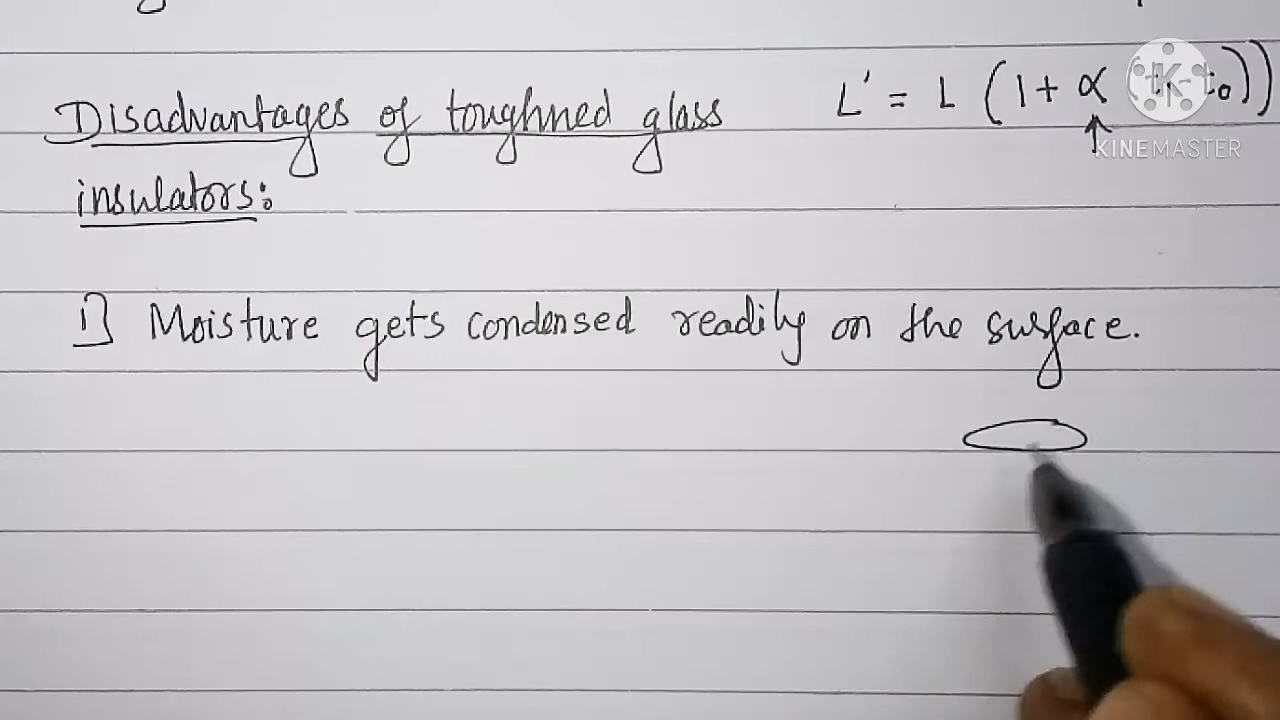 Disadvantages of toughned glass
insulators:
L' = L (1 + α (t₁ - t₀))
KINEMASTER
1] Moisture gets condensed readily on the surface.